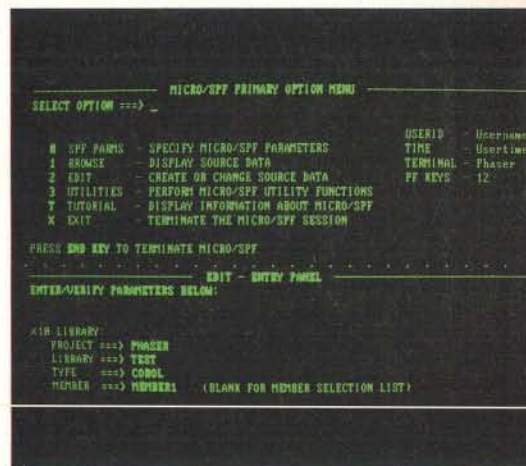 MICRO/SPF PRIMARY OPTION MENU
SELECT OPTION ===> _
USERID - Username
0 SPF PARMS - SPECIFY MICRO/SPF PARAMETERS TIME - Usertime
1 BROWSE - DISPLAY SOURCE DATA TERMINAL - Phaser
2 EDIT - CREATE OR CHANGE SOURCE DATA PF KEYS - 12
3 UTILITIES - PERFORM MICRO/SPF UTILITY FUNCTIONS
T TUTORIAL - DISPLAY INFORMATION ABOUT MICRO/SPF
X EXIT - TERMINATE THE MICRO/SPF SESSION
PRESS END KEY TO TERMINATE MICRO/SPF
EDIT - ENTRY PANEL
ENTER/VERIFY PARAMETERS BELOW:
LIBRARY:
PROJECT ===> PHASER
LIBRARY ===> TEST
TYPE ===> COBOL
MEMBER ===> MEMBER1 (BLANK FOR MEMBER SELECTION LIST)